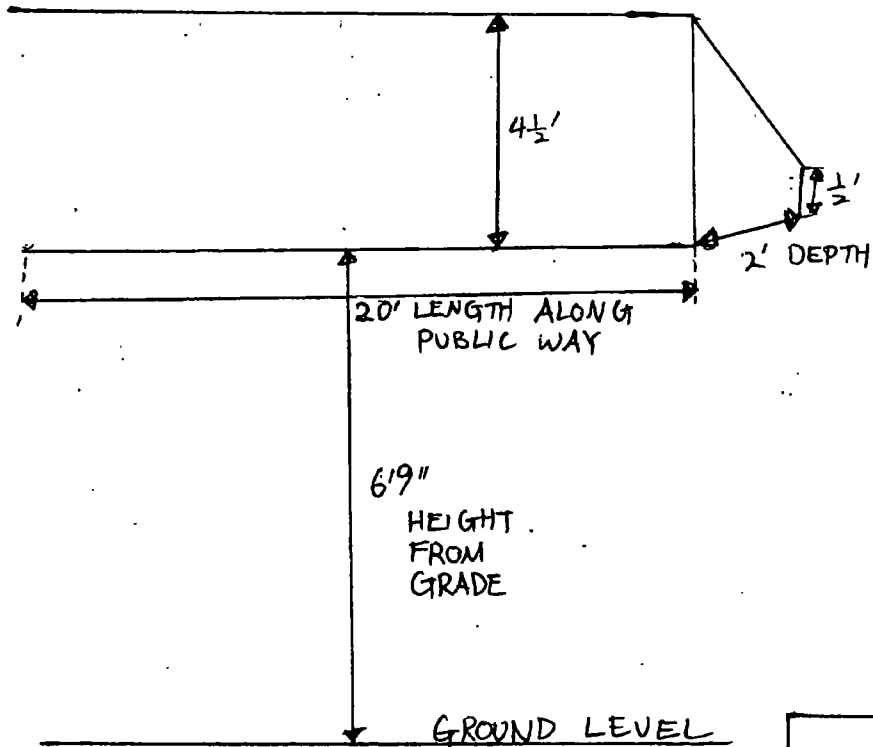 4½'
½'
2' DEPTH
20' LENGTH ALONG
PUBLIC WAY
6'9"
HEIGHT
FROM
GRADE
GROUND LEVEL